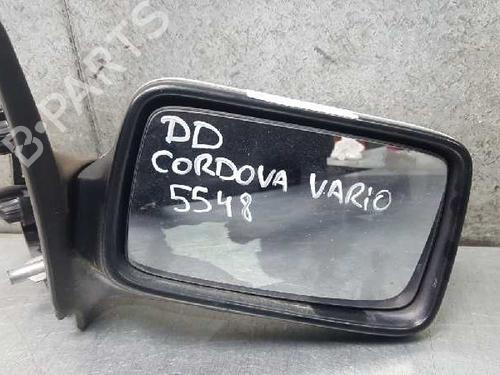 B-PARTS
DD
CORDOVA VARIO
5548